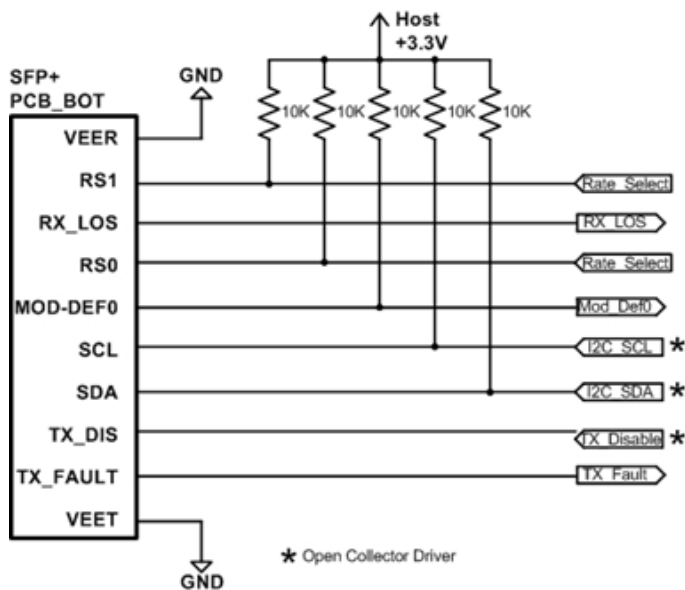 Host
+3.3V
SFP+
PCB_BOT
GND
10K
10K
10K
10K
10K
VEER
RS1
Rate_Select
RX_LOS
RX_LOS
RS0
Rate_Select
MOD-DEF0
Mod_Def0
SCL
I2C_SCL *
SDA
I2C_SDA *
TX_DIS
TX_Disable *
TX_FAULT
TX_Fault
VEET
* Open Collector Driver
GND